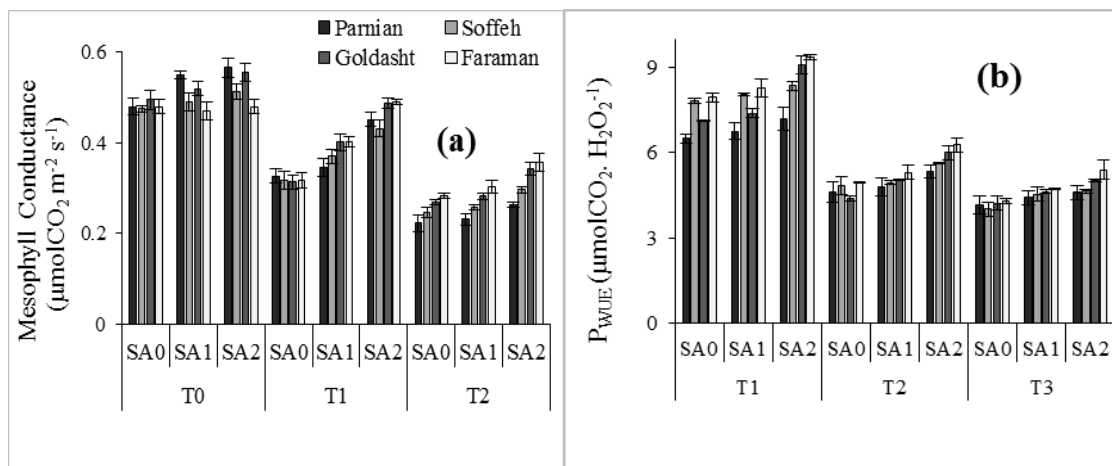 Parnian Soffeh
Goldasht Faraman
Mesophyll Conductance
(µmolCO2 m-2 s-1)
0.6
0.4
0.2
0
(a)
SA0 SA1 SA2 SA0 SA1 SA2 SA0 SA1 SA2
T0 T1 T2
PWUE (µmolCO2. H2O2-1)
9
6
3
0
(b)
SA0 SA1 SA2 SA0 SA1 SA2 SA0 SA1 SA2
T1 T2 T3